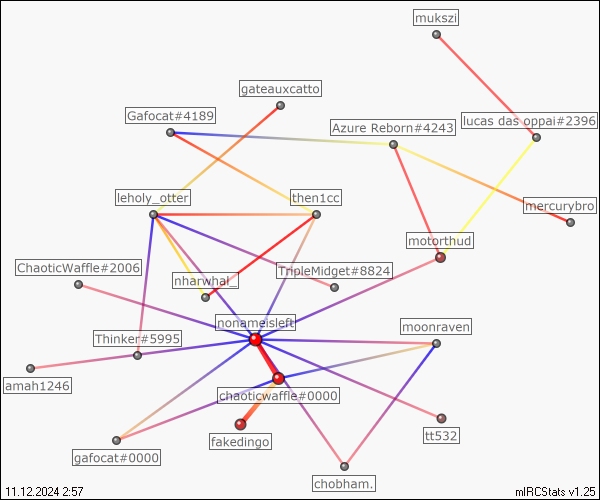 mukszi
gateauxcatto
Gafocat#4189
Azure Reborn#4243
lucas das oppai#2396
leholy_otter
then1cc
mercurybro
motorthud
ChaoticWaffle#2006
TripleMidget#8824
nharwhal_
nonameisleft
moonraven
Thinker#5995
amah1246
chaoticwaffle#0000
fakedingo
tt532
gafocat#0000
chobham.
11.12.2024 2:57
mIRCStats v1.25